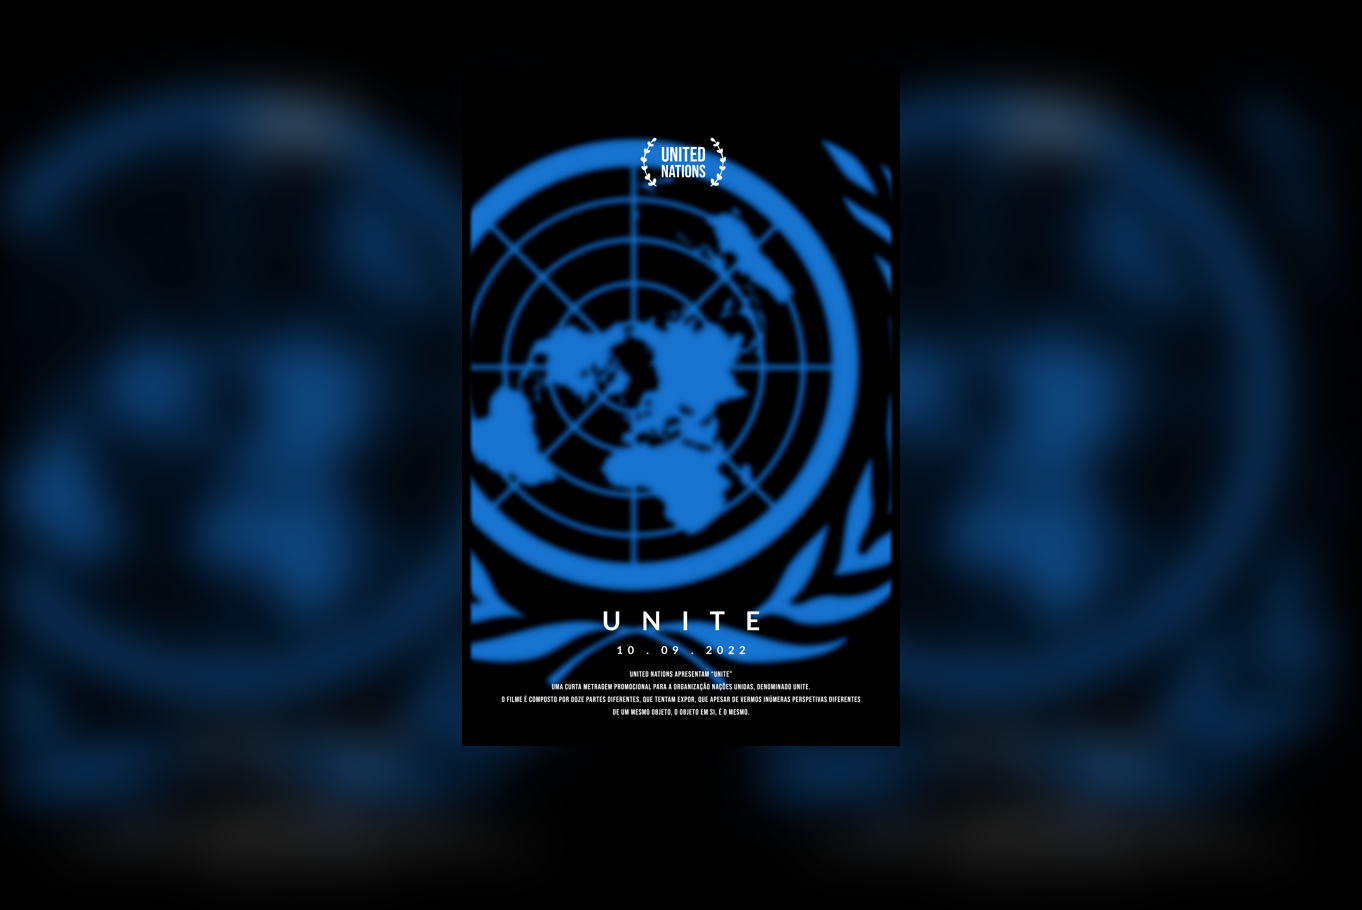 UNITED
NATIONS
UNITE
10 . 09 . 2022
UNITED NATIONS APRESENTAM "UNITE"
UMA CURTA METRAGEM PROMOCIONAL PARA A ORGANIZAÇÃO NAÇÕES UNIDAS, DENOMINADO UNITE.
O FILME É COMPOSTO POR DOZE PARTES DIFERENTES, QUE TENTAM EXPOR, QUE APESAR DE VERMOS INÚMERAS PERSPETIVAS DIFERENTES
DE UM MESMO OBJETO, O OBJETO EM SI, É O MESMO.